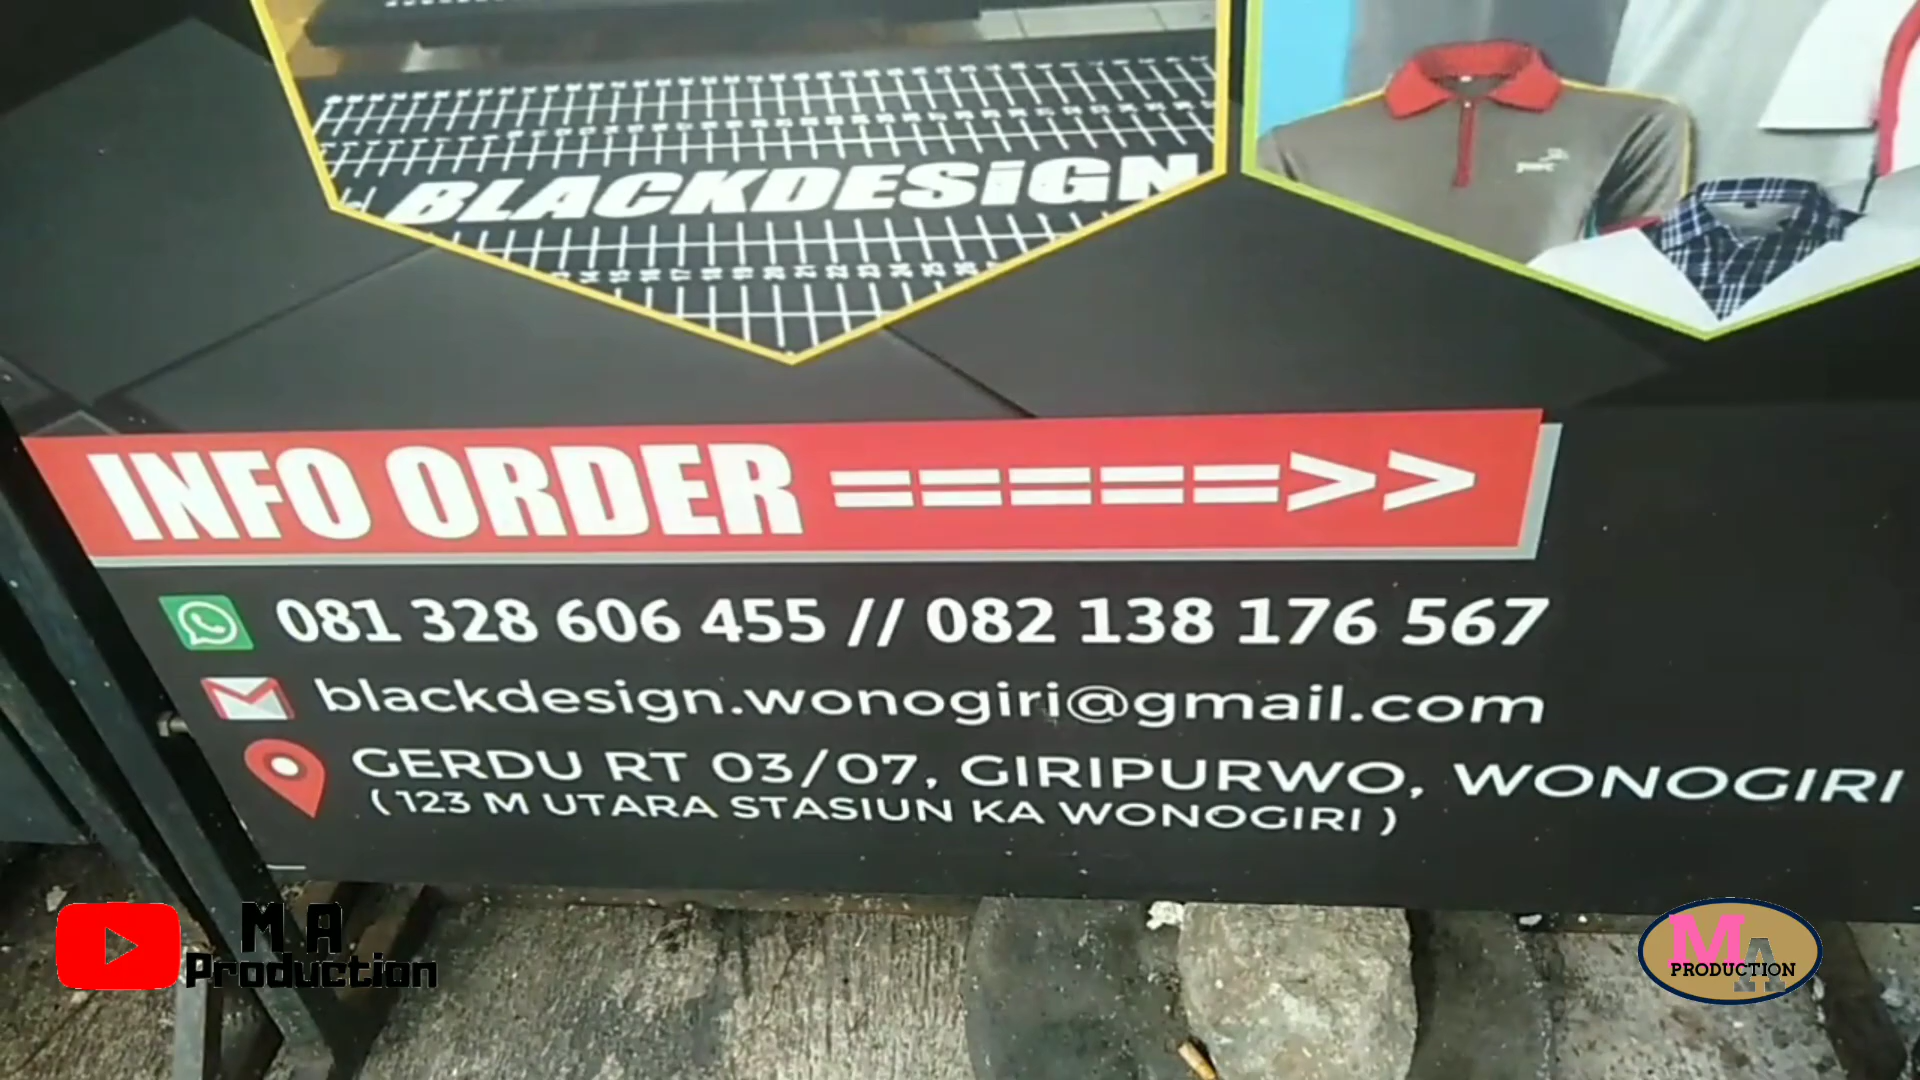 BLACKDESiGN
INFO ORDER =====>>
081 328 606 455 // 082 138 176 567
blackdesign.wonogiri@gmail.com
GERDU RT 03/07, GIRIPURWO, WONOGIRI
( 123 M UTARA STASIUN KA WONOGIRI )
M A
Production
MA
PRODUCTION